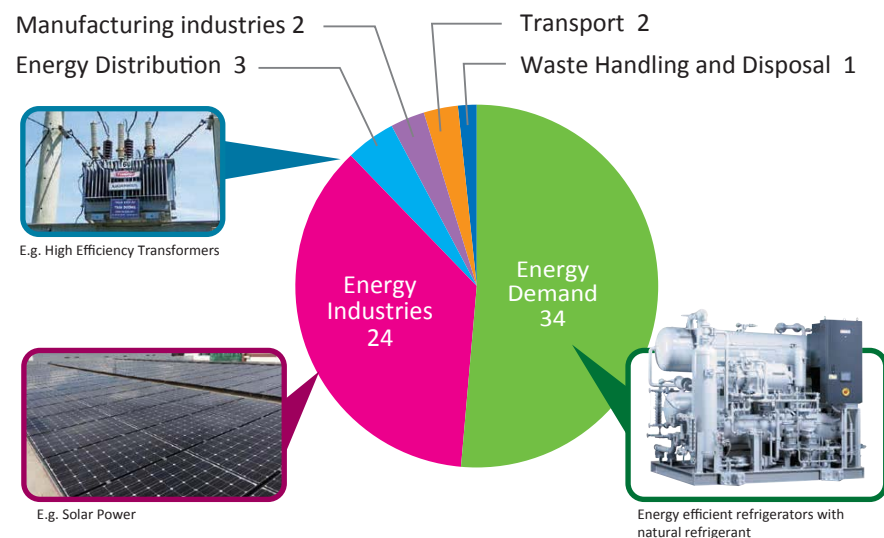 Manufacturing industries 2
Transport 2
Energy Distribution 3
Waste Handling and Disposal 1
E.g. High Efficiency Transformers
Energy
Industries
24
Energy
Demand
34
E.g. Solar Power
Energy efficient refrigerators with
natural refrigerant